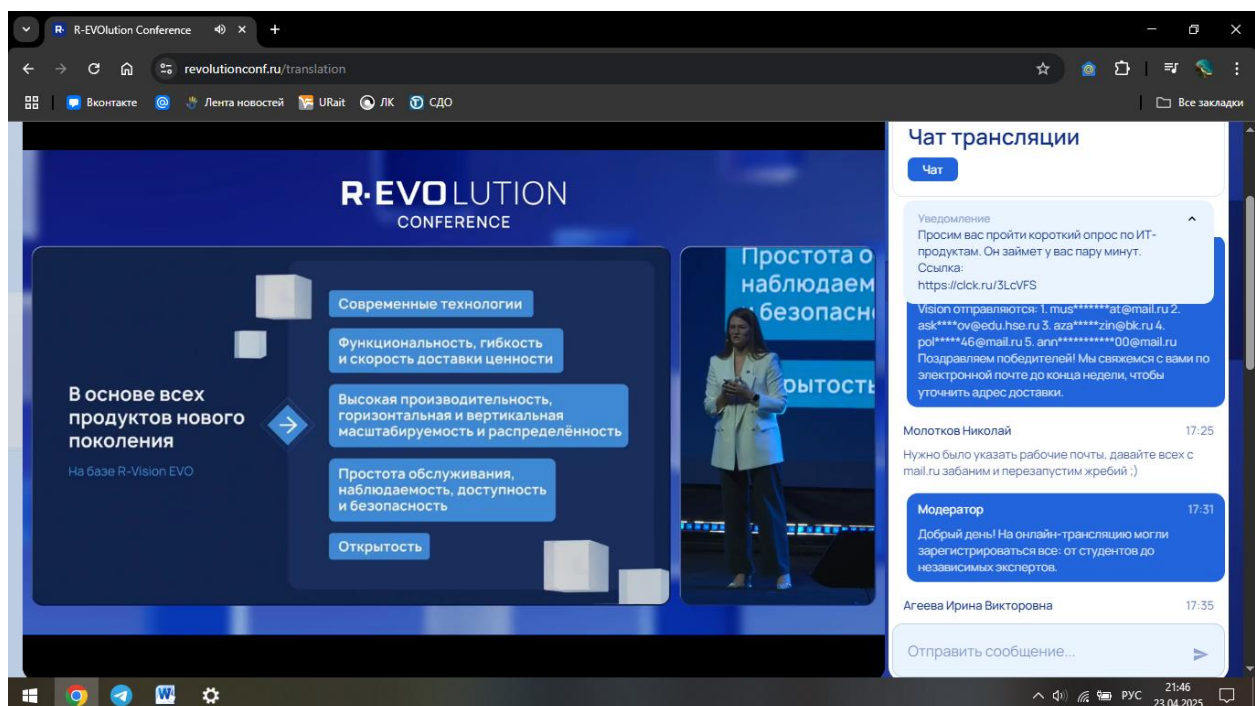 R-EVOlution Conference
revolutionconf.ru/translation
Вконтакте
Лента новостей
URait
ЛК
СДО
Все закладки
R·EVOLUTION
CONFERENCE
В основе всех
продуктов нового
поколения
На базе R-Vision EVO
Современные технологии
Функциональность, гибкость
и скорость доставки ценности
Высокая производительность,
горизонтальная и вертикальная
масштабируемость и распределённость
Простота обслуживания,
наблюдаемость, доступность
и безопасность
Открытость
Простота о
наблюдаем
безопасн
рытость
Чат трансляции
Чат
Уведомление
Просим вас пройти короткий опрос по ИТ-
продуктам. Он займет у вас пару минут.
Ссылка:
https://clck.ru/3LcVFS
Vision отправляются: 1. mus*******at@mail.ru 2.
ask****ov@edu.hse.ru 3. aza*****zin@bk.ru 4.
pol*****46@mail.ru 5. ann***********00@mail.ru
Поздравляем победителей! Мы свяжемся с вами по
электронной почте до конца недели, чтобы
уточнить адрес доставки.
Молотков Николай 17:25
Нужно было указать рабочие почты, давайте всех с
mail.ru забаним и перезапустим жребий ;)
Модератор 17:31
Добрый день! На онлайн-трансляцию могли
зарегистрироваться все: от студентов до
независимых экспертов.
Агеева Ирина Викторовна 17:35
Отправить сообщение...
РУС
21:46
23.04.2025